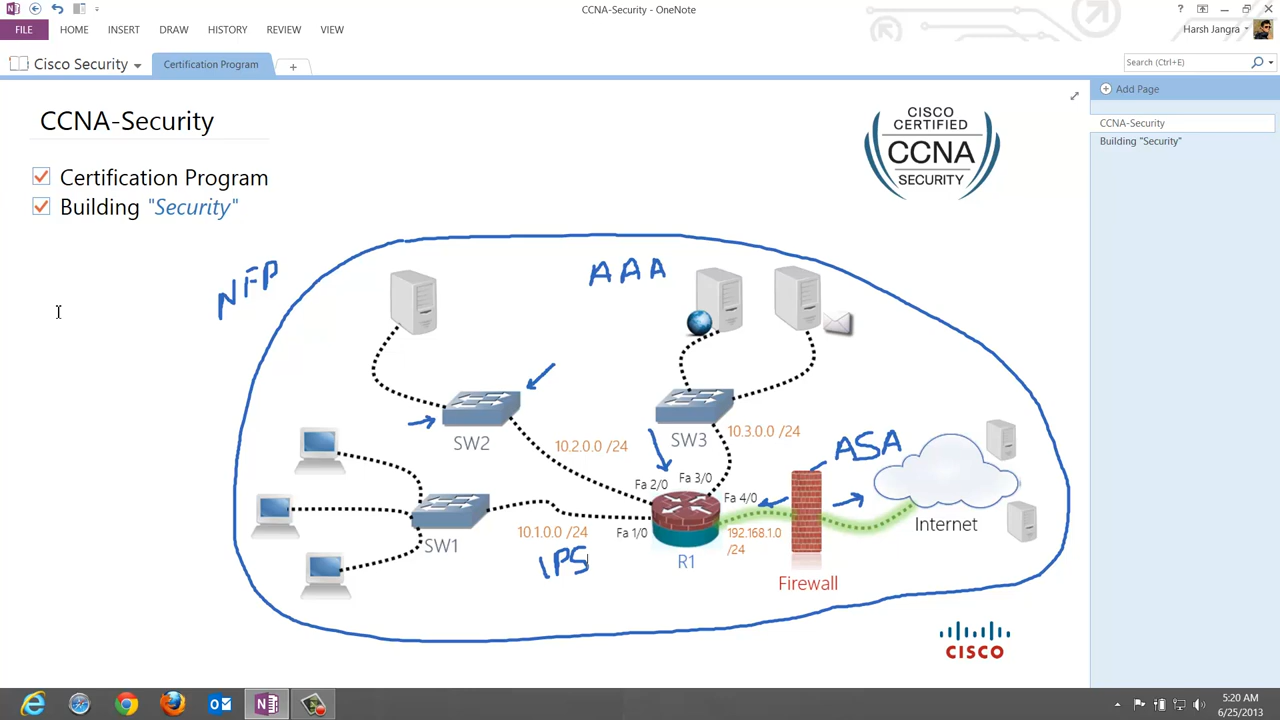 CCNA-Security - OneNote
?
FILE
HOME
INSERT
DRAW
HISTORY
REVIEW
VIEW
Harsh Jangra
Cisco Security
Certification Program
+
Search (Ctrl+E)
Add Page
CCNA-Security
Building "Security"
CCNA-Security
Certification Program
Building "Security"
CISCO
CERTIFIED
CCNA
SECURITY
NFP
AAA
SW2
10.2.0.0 /24
SW3
10.3.0.0 /24
ASA
Fa 2/0
Fa 3/0
Fa 4/0
SW1
10.1.0.0 /24
Fa 1/0
192.168.1.0
/24
Internet
IPS
R1
Firewall
CISCO
5:20 AM
6/25/2013